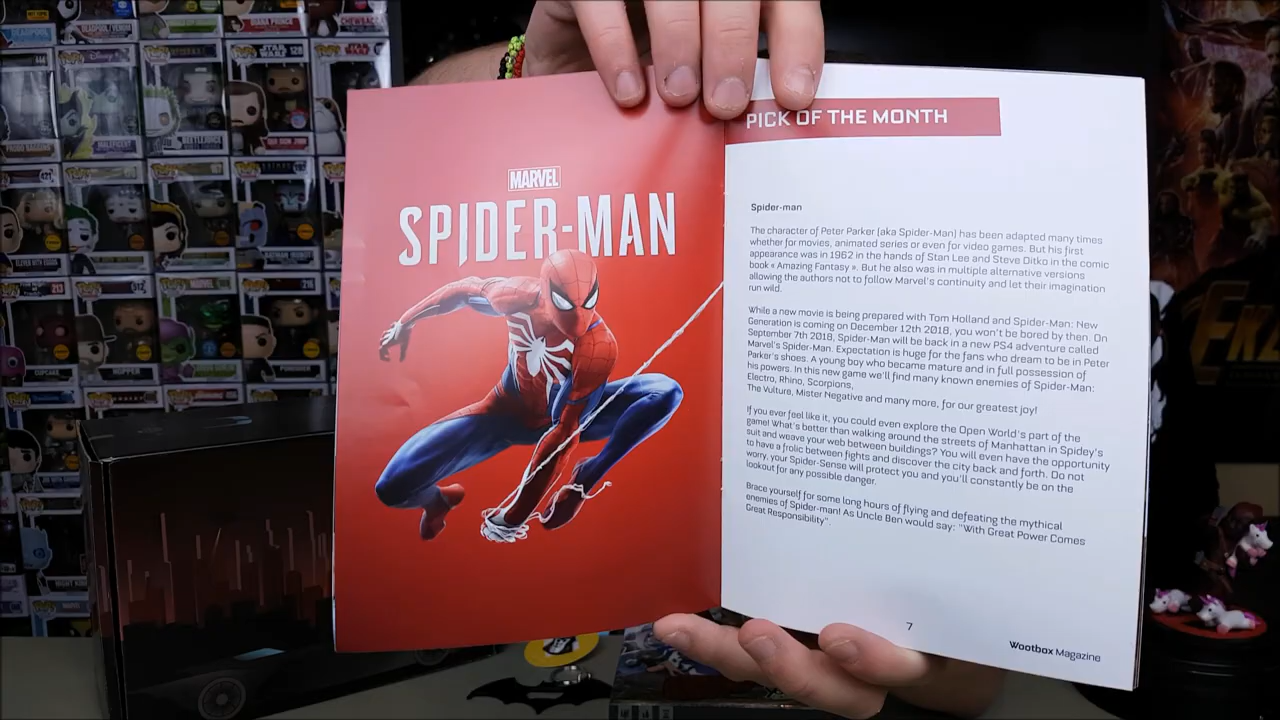 MARVEL
SPIDER-MAN
PICK OF THE MONTH
Spider-man
The character of Peter Parker (aka Spider-Man) has been adapted many times
whether for movies, animated series or even for video games. But his first
appearance was in 1962 in the hands of Stan Lee and Steve Ditko in the comic
book « Amazing Fantasy ». But he also was in multiple alternative versions
allowing the authors not to follow Marvel's continuity and let their imagination
run wild.
While a new movie is being prepared with Tom Holland and Spider-Man: New
Generation is coming on December 12th 2018, you won't be bored by then. On
September 7th 2018, Spider-Man will be back in a new PS4 adventure called
Marvel's Spider-Man. Expectation is huge for the fans who dream to be in Peter
Parker's shoes. A young boy who became mature and in full possession of
his powers. In this new game we'll find many known enemies of Spider-Man:
Electro, Rhino, Scorpions,
The Vulture, Mister Negative and many more, for our greatest joy!
If you ever feel like it, you could even explore the Open World's part of the
game! What's better than walking around the streets of Manhattan in Spidey's
suit and weave your web between buildings? You will even have the opportunity
to have a frolic between fights and discover the city back and forth. Do not
worry, your Spider-Sense will protect you and you'll constantly be on the
lookout for any possible danger.
Brace yourself for some long hours of flying and defeating the mythical
enemies of Spider-man! As Uncle Ben would say: "With Great Power Comes
Great Responsibility"
7
Wootbox Magazine
DIANA PRINCE
STAR WARS 128
Disney
MALEFICENT
BEETLEJUICE
CUPCAKE
HOPPER
PUNISHER
MARVEL